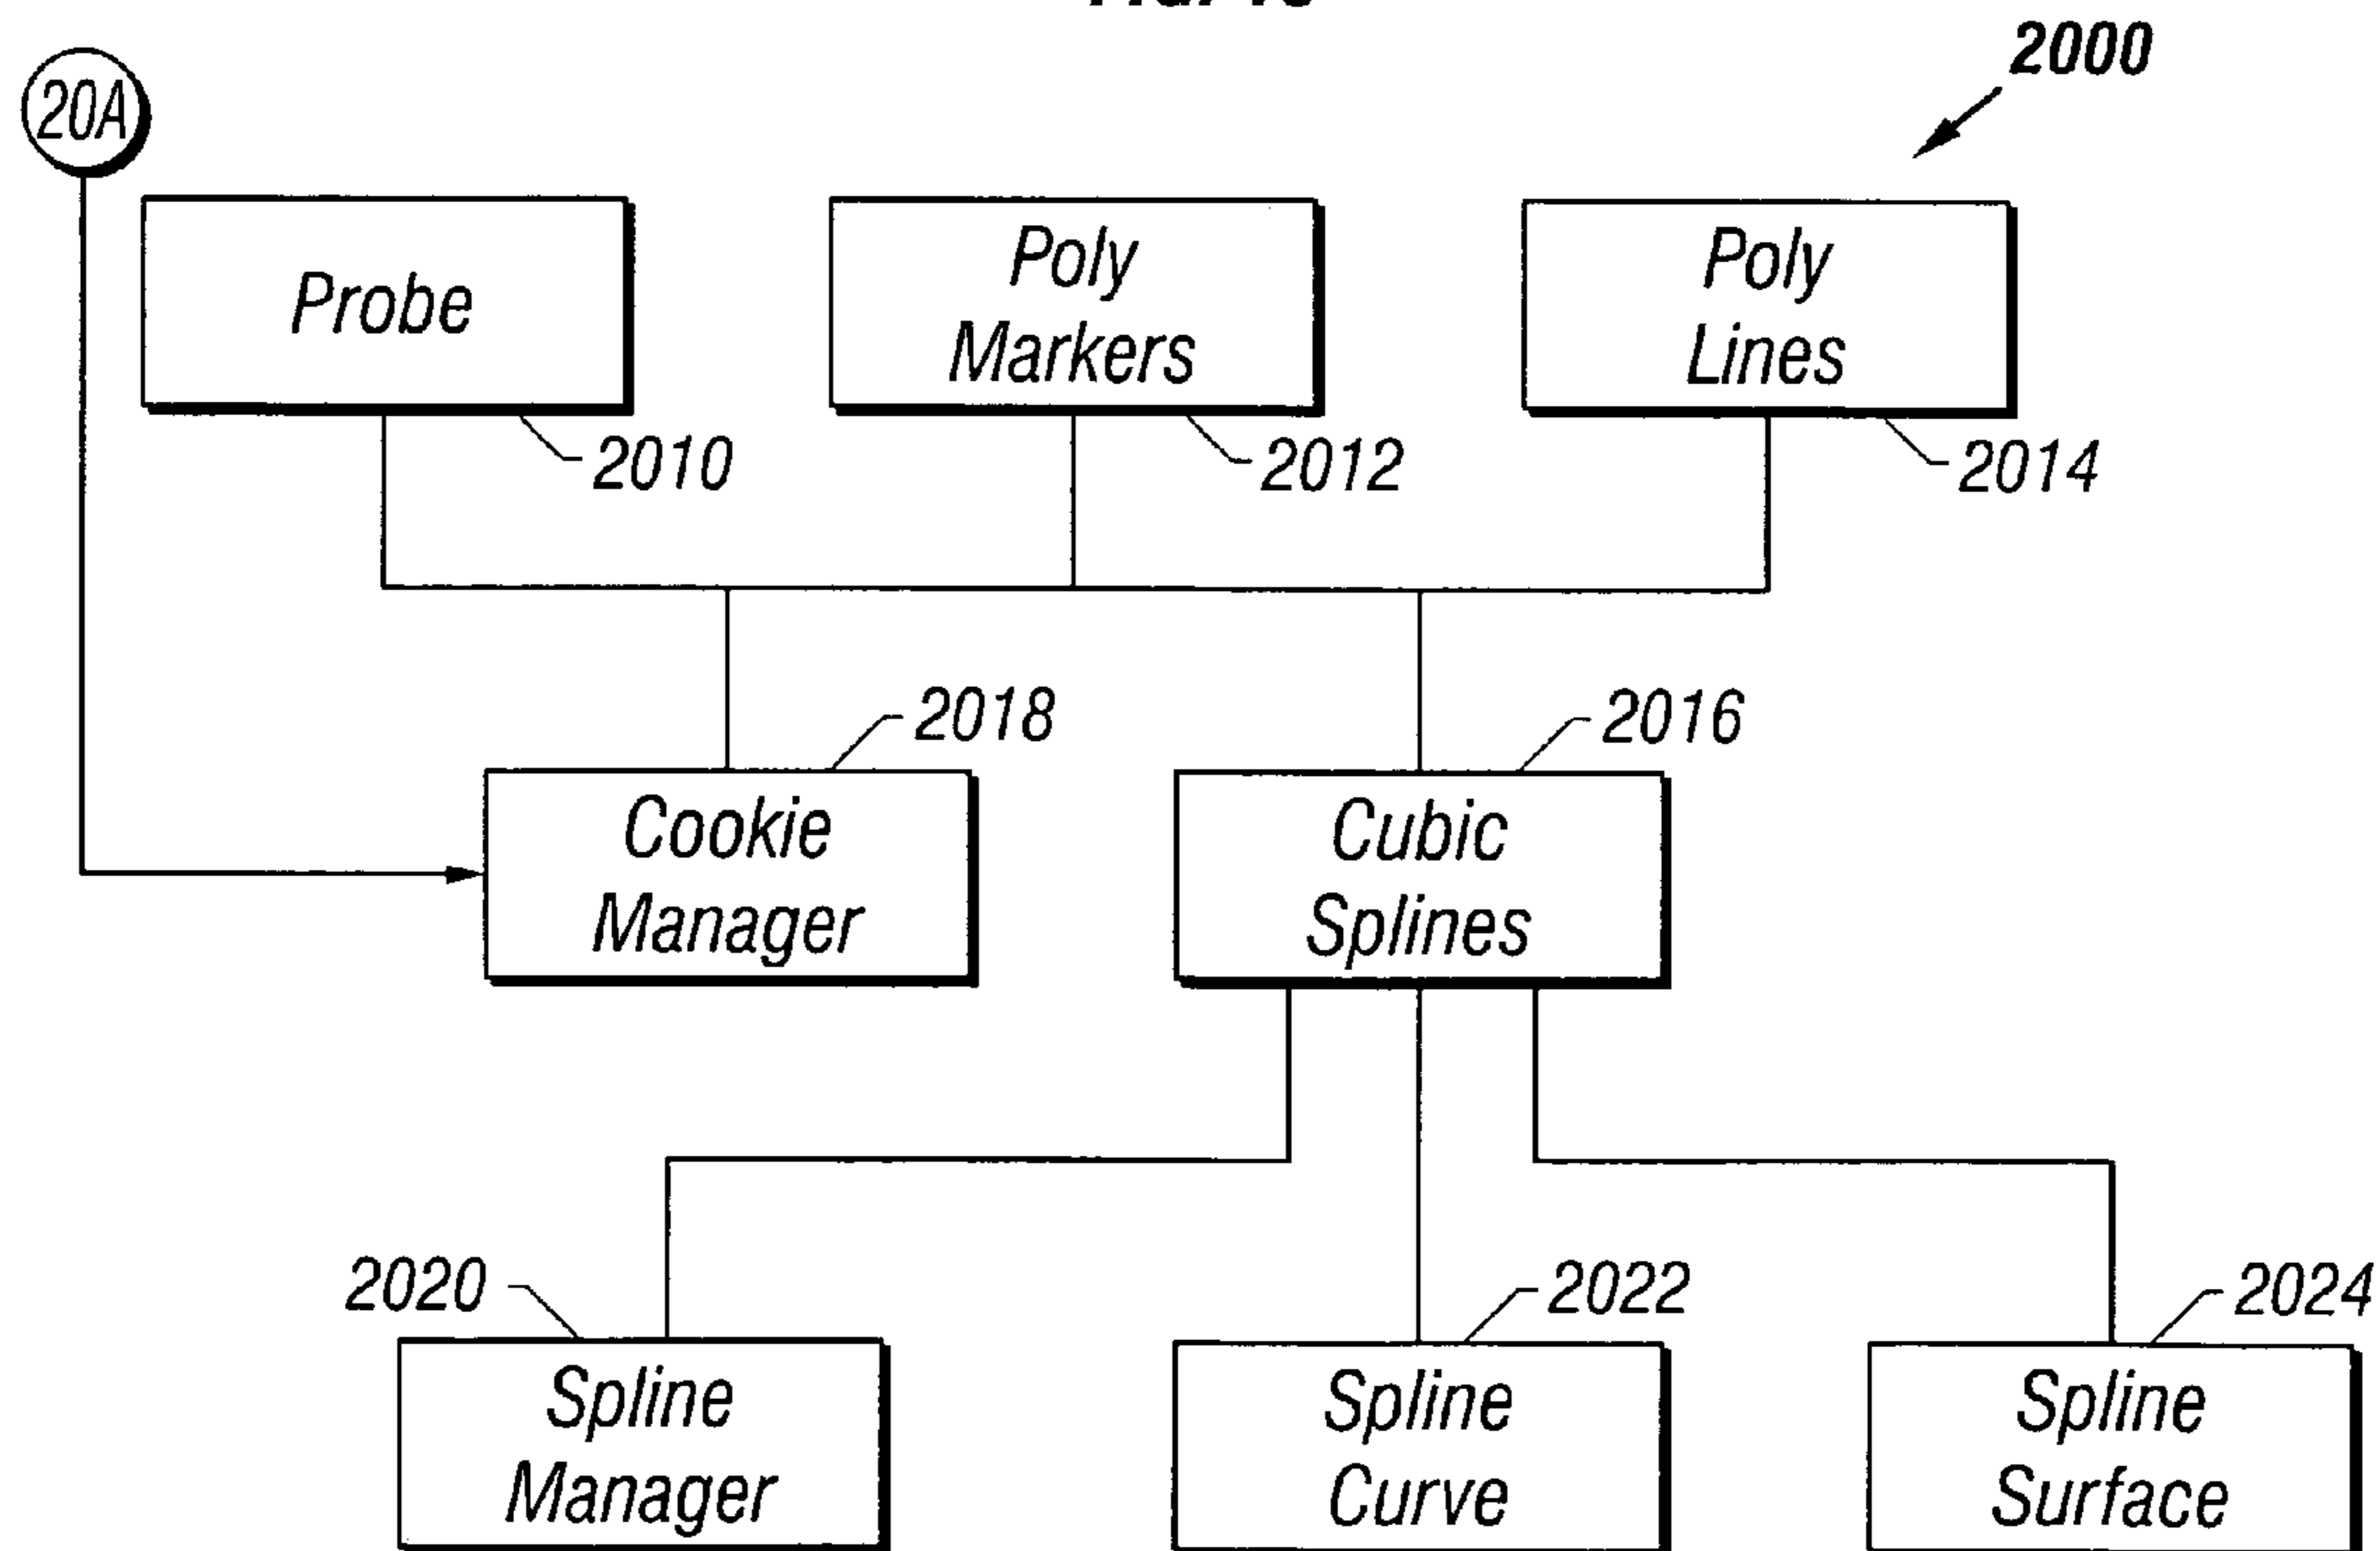 2000
20A
Probe
Poly
Markers
Poly
Lines
2010
2012
2014
2018
2016
Cookie
Manager
Cubic
Splines
2020
2022
2024
Spline
Manager
Spline
Curve
Spline
Surface